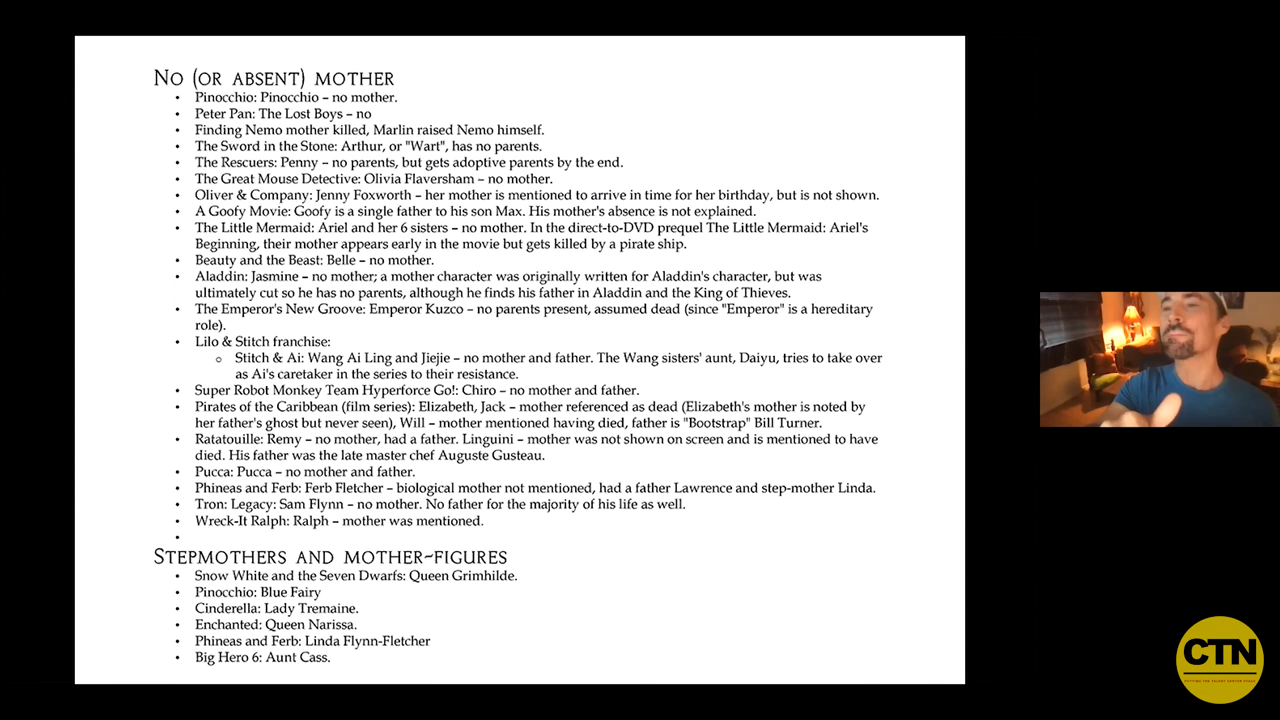 No (or absent) mother
• Pinocchio: Pinocchio – no mother.
• Peter Pan: The Lost Boys – no
• Finding Nemo mother killed, Marlin raised Nemo himself.
• The Sword in the Stone: Arthur, or "Wart", has no parents.
• The Rescuers: Penny – no parents, but gets adoptive parents by the end.
• The Great Mouse Detective: Olivia Flaversham – no mother.
• Oliver & Company: Jenny Foxworth – her mother is mentioned to arrive in time for her birthday, but is not shown.
• A Goofy Movie: Goofy is a single father to his son Max. His mother's absence is not explained.
• The Little Mermaid: Ariel and her 6 sisters – no mother. In the direct-to-DVD prequel The Little Mermaid: Ariel's
Beginning, their mother appears early in the movie but gets killed by a pirate ship.
• Beauty and the Beast: Belle – no mother.
• Aladdin: Jasmine – no mother; a mother character was originally written for Aladdin's character, but was
ultimately cut so he has no parents, although he finds his father in Aladdin and the King of Thieves.
• The Emperor's New Groove: Emperor Kuzco – no parents present, assumed dead (since "Emperor" is a hereditary
role).
• Lilo & Stitch franchise:
o Stitch & Ai: Wang Ai Ling and Jiejie – no mother and father. The Wang sisters' aunt, Daiyu, tries to take over
as Ai's caretaker in the series to their resistance.
• Super Robot Monkey Team Hyperforce Go!: Chiro – no mother and father.
• Pirates of the Caribbean (film series): Elizabeth, Jack – mother referenced as dead (Elizabeth's mother is noted by
her father's ghost but never seen), Will – mother mentioned having died, father is "Bootstrap" Bill Turner.
• Ratatouille: Remy – no mother, had a father. Linguini – mother was not shown on screen and is mentioned to have
died. His father was the late master chef Auguste Gusteau.
• Pucca: Pucca – no mother and father.
• Phineas and Ferb: Ferb Fletcher – biological mother not mentioned, had a father Lawrence and step-mother Linda.
• Tron: Legacy: Sam Flynn – no mother. No father for the majority of his life as well.
• Wreck-It Ralph: Ralph – mother was mentioned.
•
Stepmothers and mother-figures
• Snow White and the Seven Dwarfs: Queen Grimhilde.
• Pinocchio: Blue Fairy
• Cinderella: Lady Tremaine.
• Enchanted: Queen Narissa.
• Phineas and Ferb: Linda Flynn-Fletcher
• Big Hero 6: Aunt Cass.
CTN
PUTTING THE TALENT CENTER STAGE